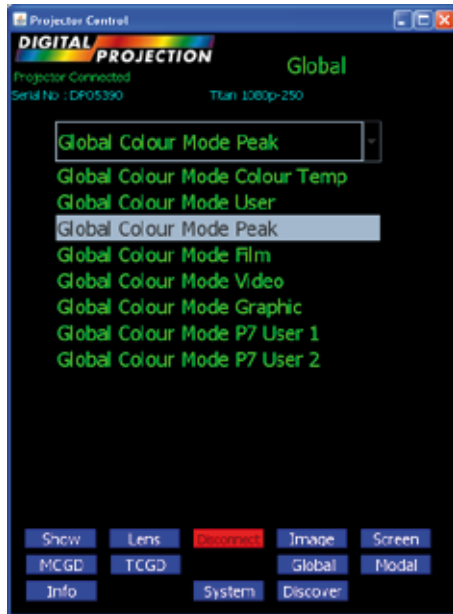 Projector Control
DIGITAL
PROJECTION
Global
Projector Connected
Serial No : DP05390 Titan 1080p-250
Global Colour Mode Peak
Global Colour Mode Colour Temp
Global Colour Mode User
Global Colour Mode Peak
Global Colour Mode Film
Global Colour Mode Video
Global Colour Mode Graphic
Global Colour Mode P7 User 1
Global Colour Mode P7 User 2
Show Lens Disconnect Image Screen
MCGD TCGD Global Modal
Info System Discover